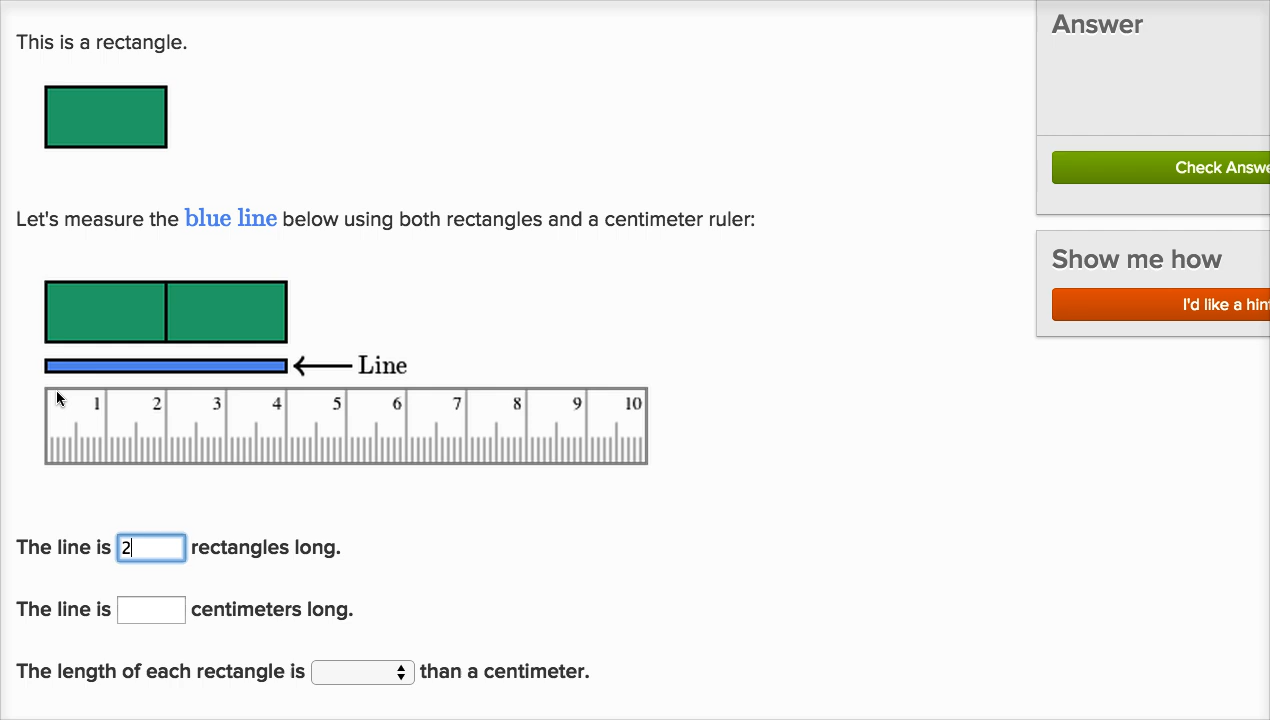 This is a rectangle.
Answer
Check Answe
Let's measure the blue line below using both rectangles and a centimeter ruler:
Show me how
I'd like a hin
Line
1 2 3 4 5 6 7 8 9 10
The line is 2 rectangles long.
The line is centimeters long.
The length of each rectangle is than a centimeter.